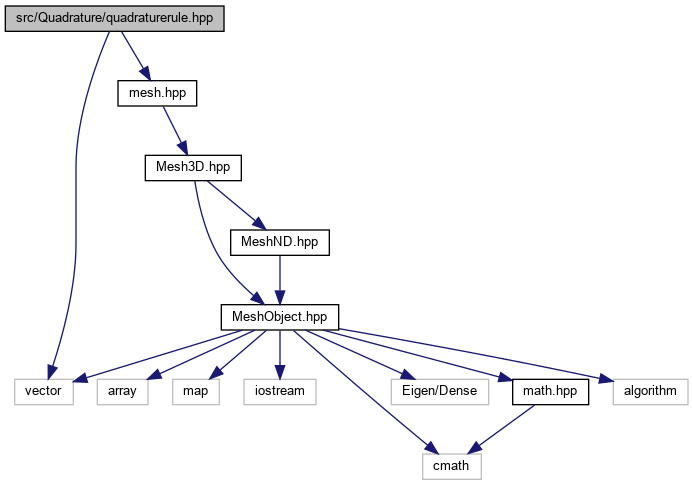 src/Quadrature/quadraturerule.hpp
mesh.hpp
Mesh3D.hpp
MeshND.hpp
MeshObject.hpp
vector
array
map
iostream
Eigen/Dense
math.hpp
algorithm
cmath